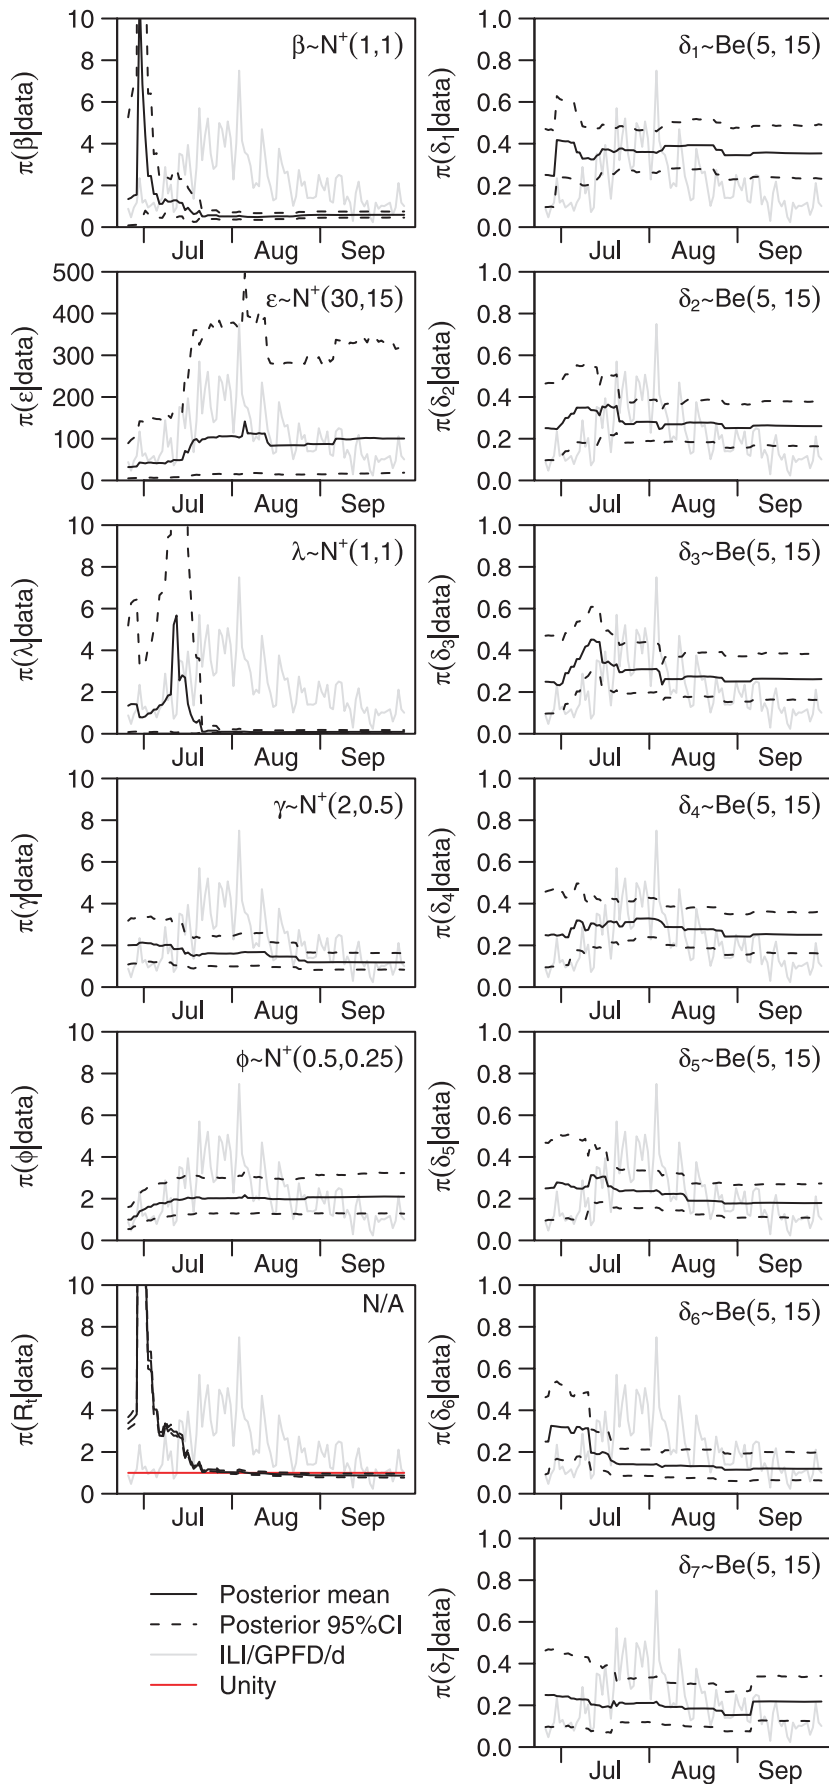 π(β|data)
10
8
6
4
2
0
β~N⁺(1,1)
Jul Aug Sep
π(δ₁|data)
1.0
0.8
0.6
0.4
0.2
0.0
δ₁~Be(5, 15)
Jul Aug Sep
π(ε|data)
500
400
300
200
100
0
ε~N⁺(30,15)
Jul Aug Sep
π(δ₂|data)
1.0
0.8
0.6
0.4
0.2
0.0
δ₂~Be(5, 15)
Jul Aug Sep
π(λ|data)
10
8
6
4
2
0
λ~N⁺(1,1)
Jul Aug Sep
π(δ₃|data)
1.0
0.8
0.6
0.4
0.2
0.0
δ₃~Be(5, 15)
Jul Aug Sep
π(γ|data)
10
8
6
4
2
0
γ~N⁺(2,0.5)
Jul Aug Sep
π(δ₄|data)
1.0
0.8
0.6
0.4
0.2
0.0
δ₄~Be(5, 15)
Jul Aug Sep
π(ϕ|data)
10
8
6
4
2
0
ϕ~N⁺(0.5,0.25)
Jul Aug Sep
π(δ₅|data)
1.0
0.8
0.6
0.4
0.2
0.0
δ₅~Be(5, 15)
Jul Aug Sep
π(Rₜ|data)
10
8
6
4
2
0
N/A
Jul Aug Sep
π(δ₆|data)
1.0
0.8
0.6
0.4
0.2
0.0
δ₆~Be(5, 15)
Jul Aug Sep
Posterior mean
Posterior 95%CI
ILI/GPFD/d
Unity
π(δ₇|data)
1.0
0.8
0.6
0.4
0.2
0.0
δ₇~Be(5, 15)
Jul Aug Sep